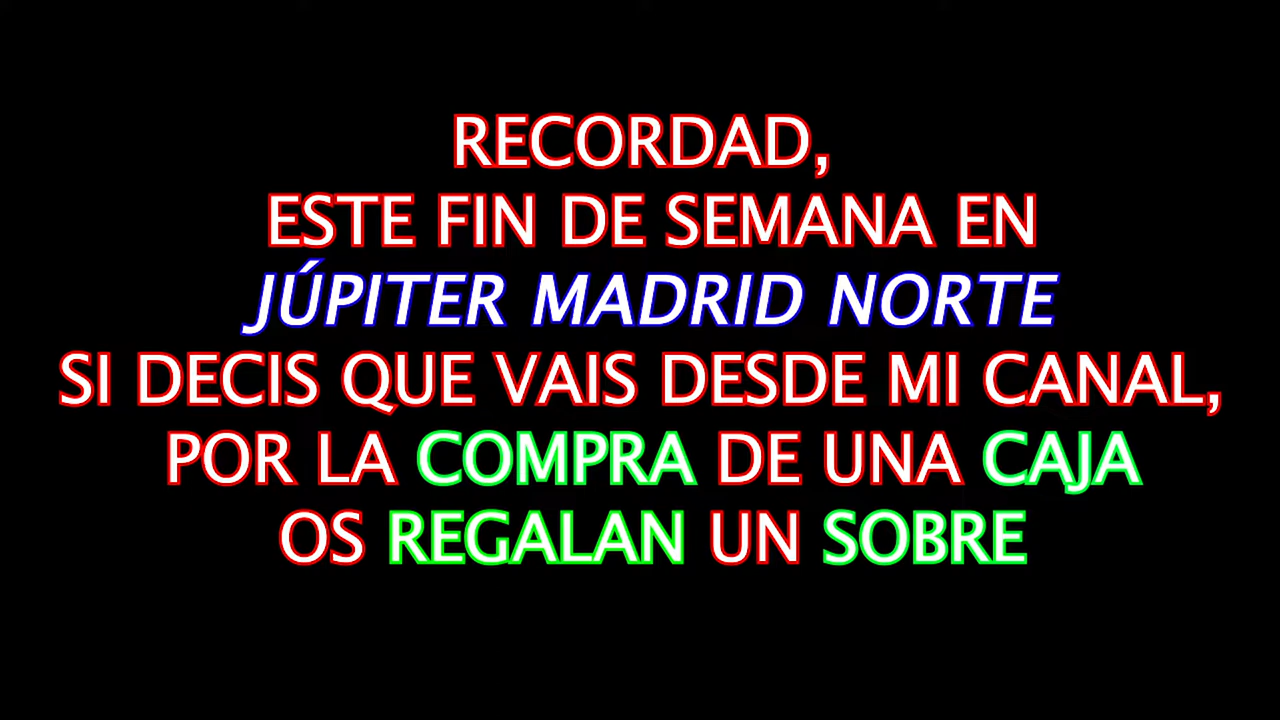 RECORDAD,
ESTE FIN DE SEMANA EN
JÚPITER MADRID NORTE
SI DECIS QUE VAIS DESDE MI CANAL,
POR LA COMPRA DE UNA CAJA
OS REGALAN UN SOBRE